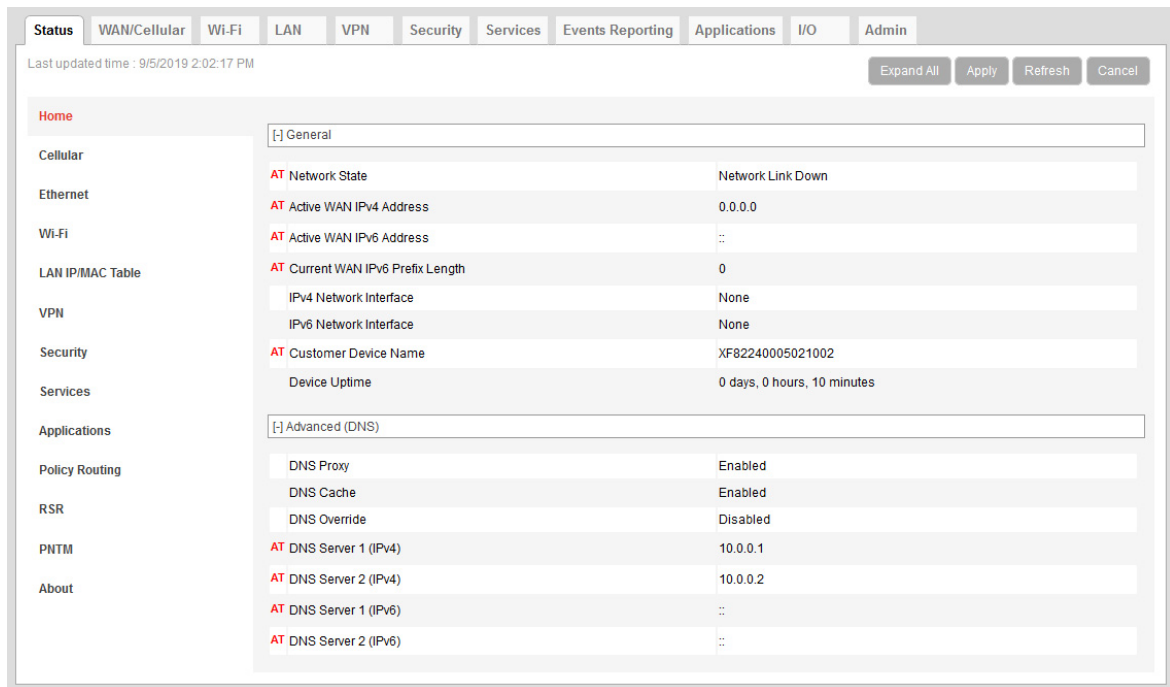 Status WAN/Cellular Wi-Fi LAN VPN Security Services Events Reporting Applications I/O Admin
Last updated time : 9/5/2019 2:02:17 PM
Expand All Apply Refresh Cancel
Home
Cellular
Ethernet
Wi-Fi
LAN IP/MAC Table
VPN
Security
Services
Applications
Policy Routing
RSR
PNTM
About
[-] General
AT Network State Network Link Down
AT Active WAN IPv4 Address 0.0.0.0
AT Active WAN IPv6 Address ::
AT Current WAN IPv6 Prefix Length 0
IPv4 Network Interface None
IPv6 Network Interface None
AT Customer Device Name XF82240005021002
Device Uptime 0 days, 0 hours, 10 minutes
[-] Advanced (DNS)
DNS Proxy Enabled
DNS Cache Enabled
DNS Override Disabled
AT DNS Server 1 (IPv4) 10.0.0.1
AT DNS Server 2 (IPv4) 10.0.0.2
AT DNS Server 1 (IPv6) ::
AT DNS Server 2 (IPv6) ::